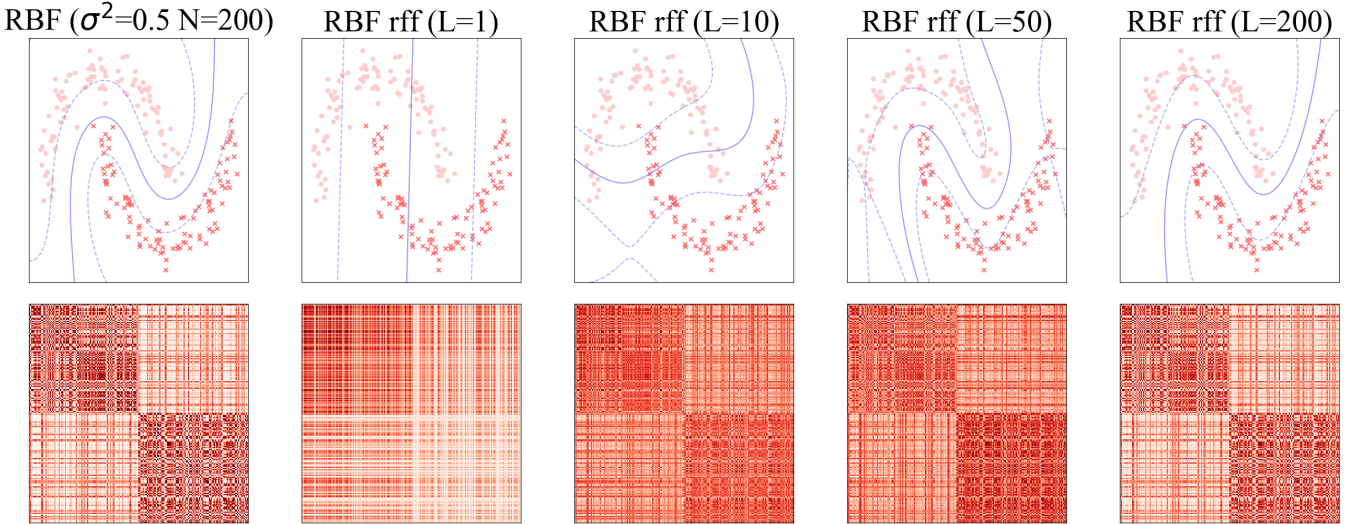 RBF (σ²=0.5 N=200)
RBF rff (L=1)
RBF rff (L=10)
RBF rff (L=50)
RBF rff (L=200)